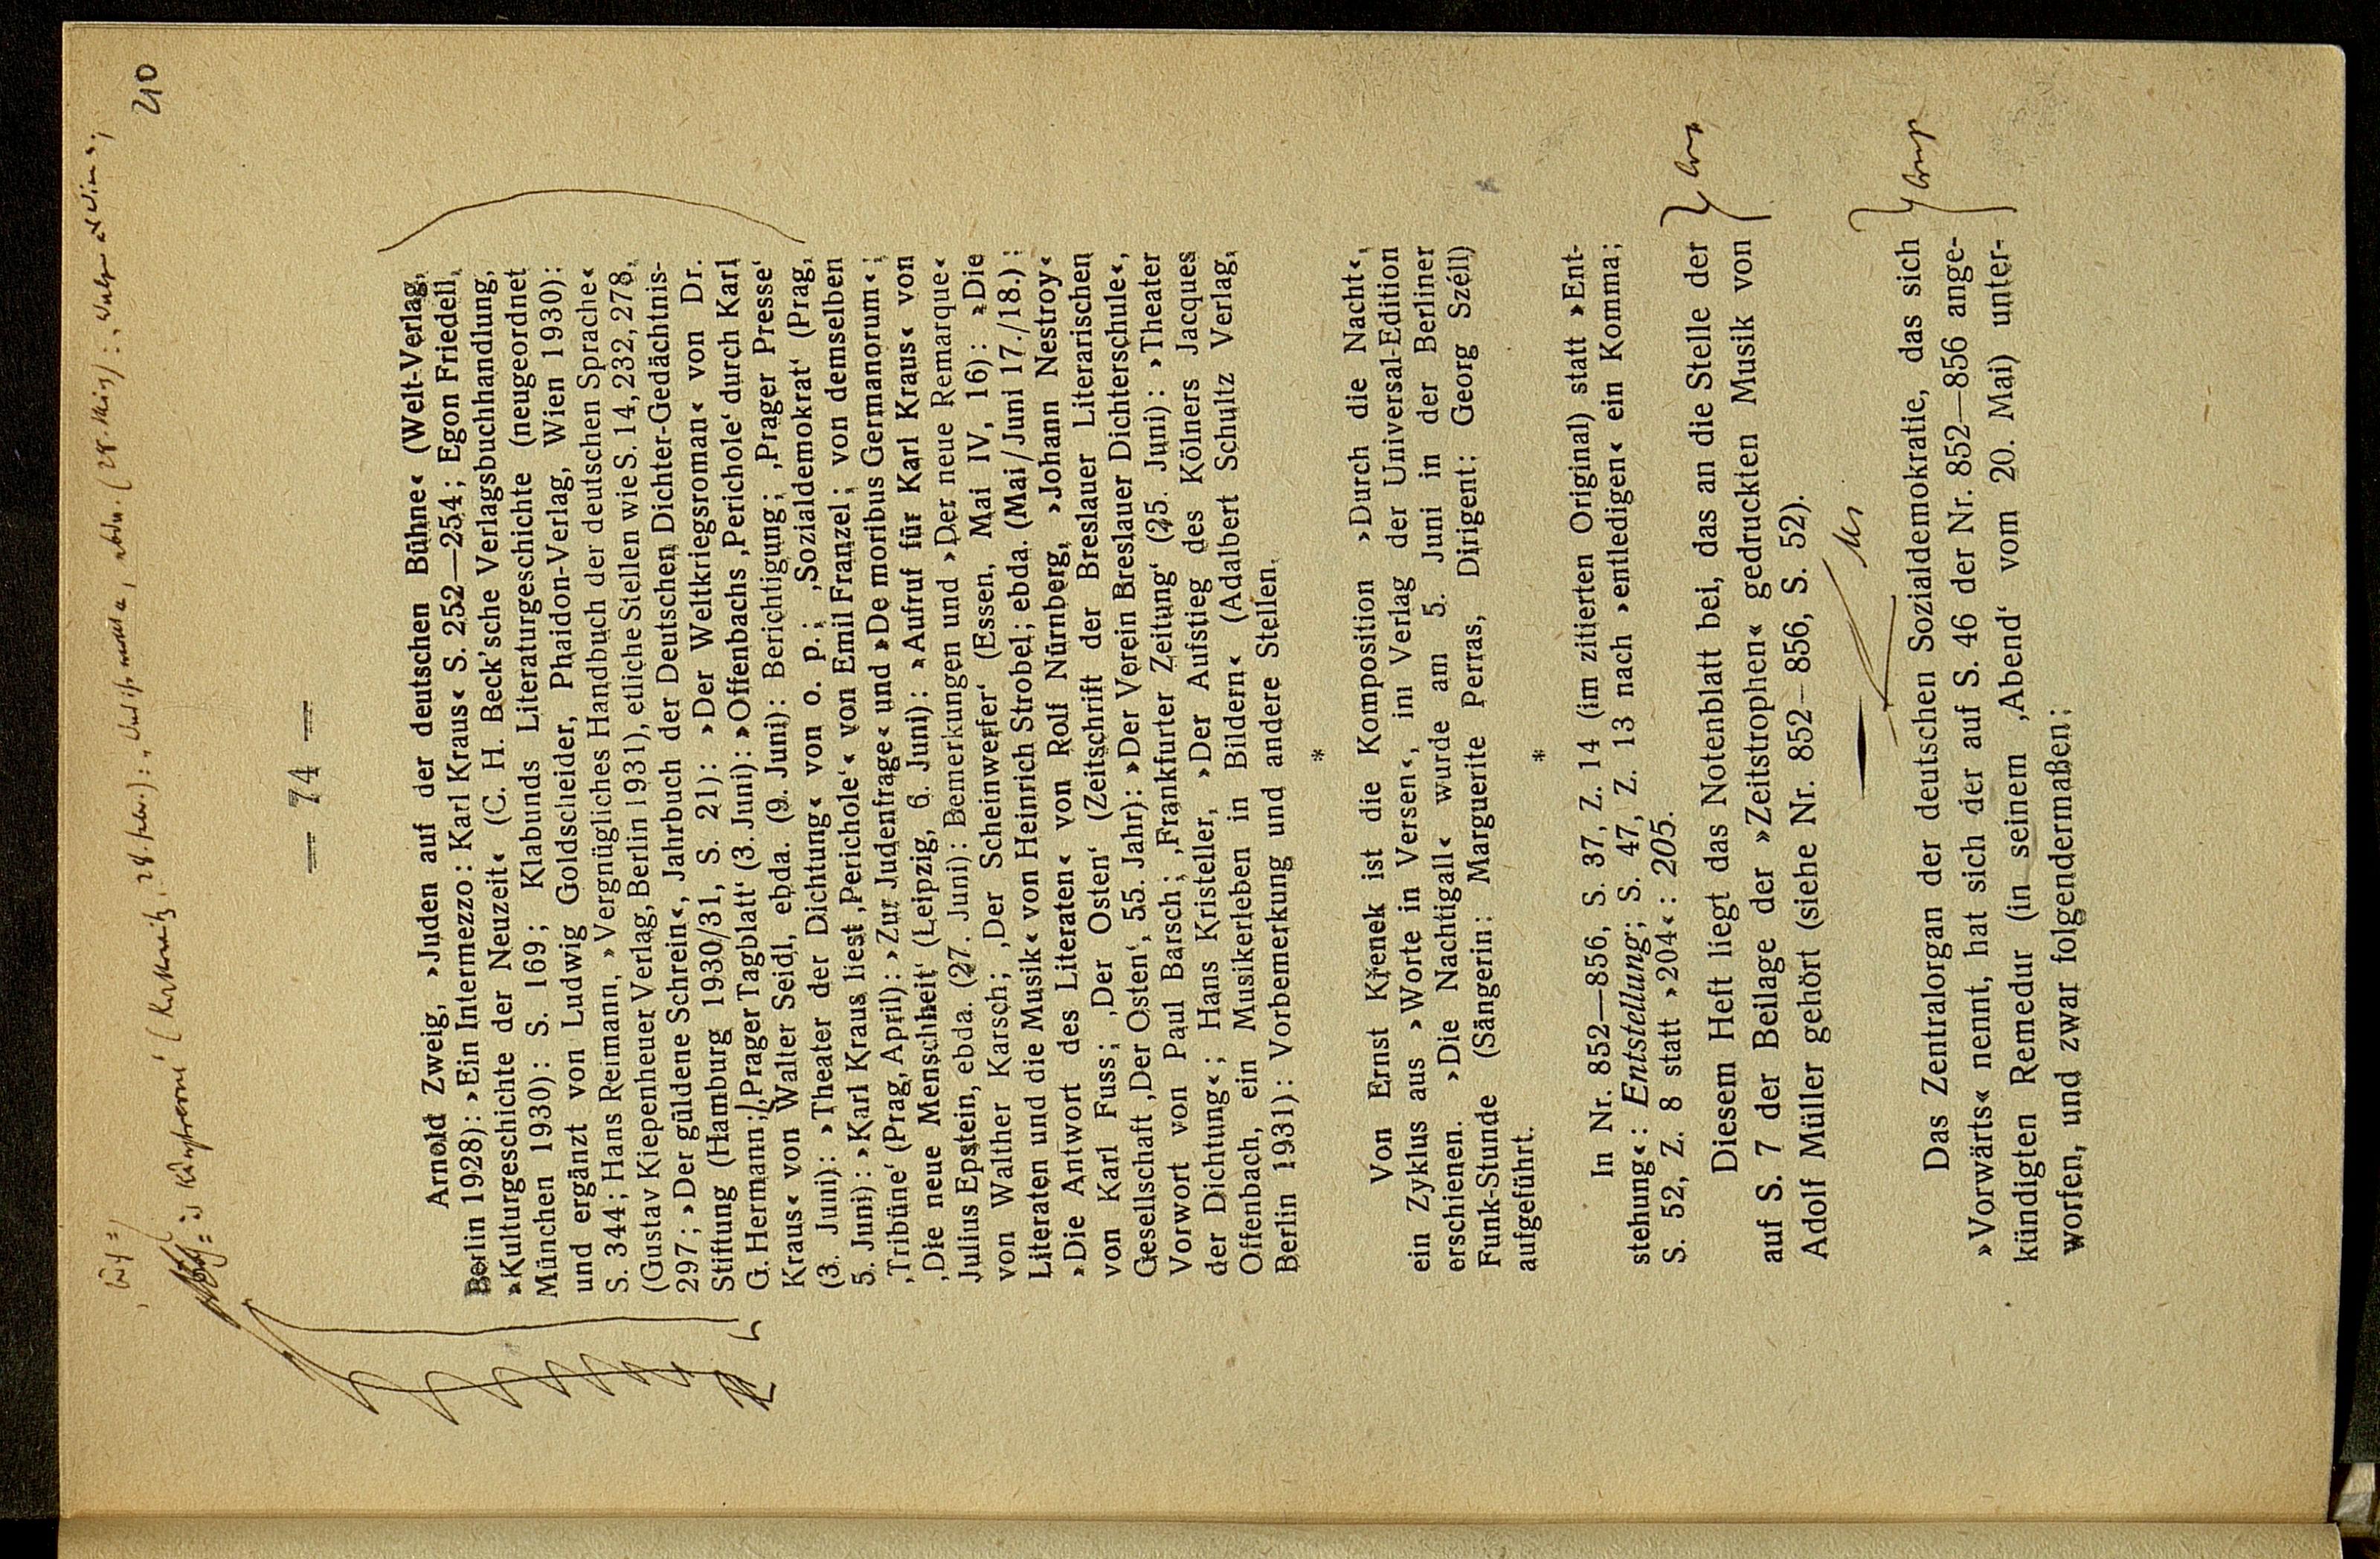 40
— 74 —
Arnold Zweig, »Juden auf der deutschen Bühne« (Welt-Verlag,
Berlin 1928): »Ein Intermezzo: Karl Kraus« S. 252—254; Egon Friedell,
»Kulturgeschichte der Neuzeit« (C. H. Beck'sche Verlagsbuchhandlung,
München 1930): S. 169; Klabunds Literaturgeschichte (neugeordnet
und ergänzt von Ludwig Goldscheider, Phaidon-Verlag, Wien 1930):
S. 344; Hans Reimann, »Vergnügliches Handbuch der deutschen Sprache«
(Gustav Kiepenheuer Verlag, Berlin 1931), etliche Stellen wie S. 14, 232, 278,
297; »Der güldene Schrein«, Jahrbuch der Deutschen Dichter-Gedächtnis-
Stiftung (Hamburg 1930/31, S. 21): »Der Weltkriegsroman« von Dr.
G. Hermann; ‚Prager Tagblatt‘ (3. Juni): »Offenbachs ‚Perichole‘ durch Karl
Kraus« von Walter Seidl, ebda. (9. Juni): Berichtigung; ‚Prager Presse‘
(3. Juni): »Theater der Dichtung« von o. p.; ‚Sozialdemokrat‘ (Prag,
5. Juni): »Karl Kraus liest ‚Perichole‘« von Emil Franzel; von demselben
‚Tribüne‘ (Prag, April): »Zur Judenfrage« und »De moribus Germanorum«;
‚Die neue Menschheit‘ (Leipzig, 6. Juni): »Aufruf für Karl Kraus« von
Julius Epstein, ebda. (27. Juni): Bemerkungen und »Der neue Remarque«
von Walther Karsch; ‚Der Scheinwerfer‘ (Essen, Mai IV, 16): »Die
Literaten und die Musik« von Heinrich Strobel; ebda. (Mai/Juni 17./18.):
»Die Antwort des Literaten« von Rolf Nürnberg, »Johann Nestroy«
von Karl Fuss; ‚Der Osten‘ (Zeitschrift der Breslauer Literarischen
Gesellschaft ‚Der Osten‘, 55. Jahr): »Der Verein Breslauer Dichterschule«,
Vorwort von Paul Barsch; ‚Frankfurter Zeitung‘ (25. Juni): »Theater
der Dichtung«; Hans Kristeller, »Der Aufstieg des Kölners Jacques
Offenbach, ein Musikerleben in Bildern« (Adalbert Schultz Verlag,
Berlin 1931): Vorbemerkung und andere Stellen.
*
Von Ernst Křenek ist die Komposition »Durch die Nacht«,
ein Zyklus aus »Worte in Versen«, im Verlag der Universal-Edition
erschienen. »Die Nachtigall« wurde am 5. Juni in der Berliner
Funk-Stunde (Sängerin: Marguerite Perras, Dirigent: Georg Széll)
aufgeführt.
*
In Nr. 852—856, S. 37, Z. 14 (im zitierten Original) statt »Ent-
stehung«: Entstellung; S. 47, Z. 13 nach »entledigen« ein Komma;
S. 52, Z. 8 statt »204«: 205.
Diesem Heft liegt das Notenblatt bei, das an die Stelle der
auf S. 7 der Beilage der »Zeitstrophen« gedruckten Musik von
Adolf Müller gehört (siehe Nr. 852—856, S. 52).
Das Zentralorgan der deutschen Sozialdemokratie, das sich
»Vorwärts« nennt, hat sich der auf S. 46 der Nr. 852—856 ange-
kündigten Remedur (in seinem ‚Abend‘ vom 20. Mai) unter-
worfen, und zwar folgendermaßen: